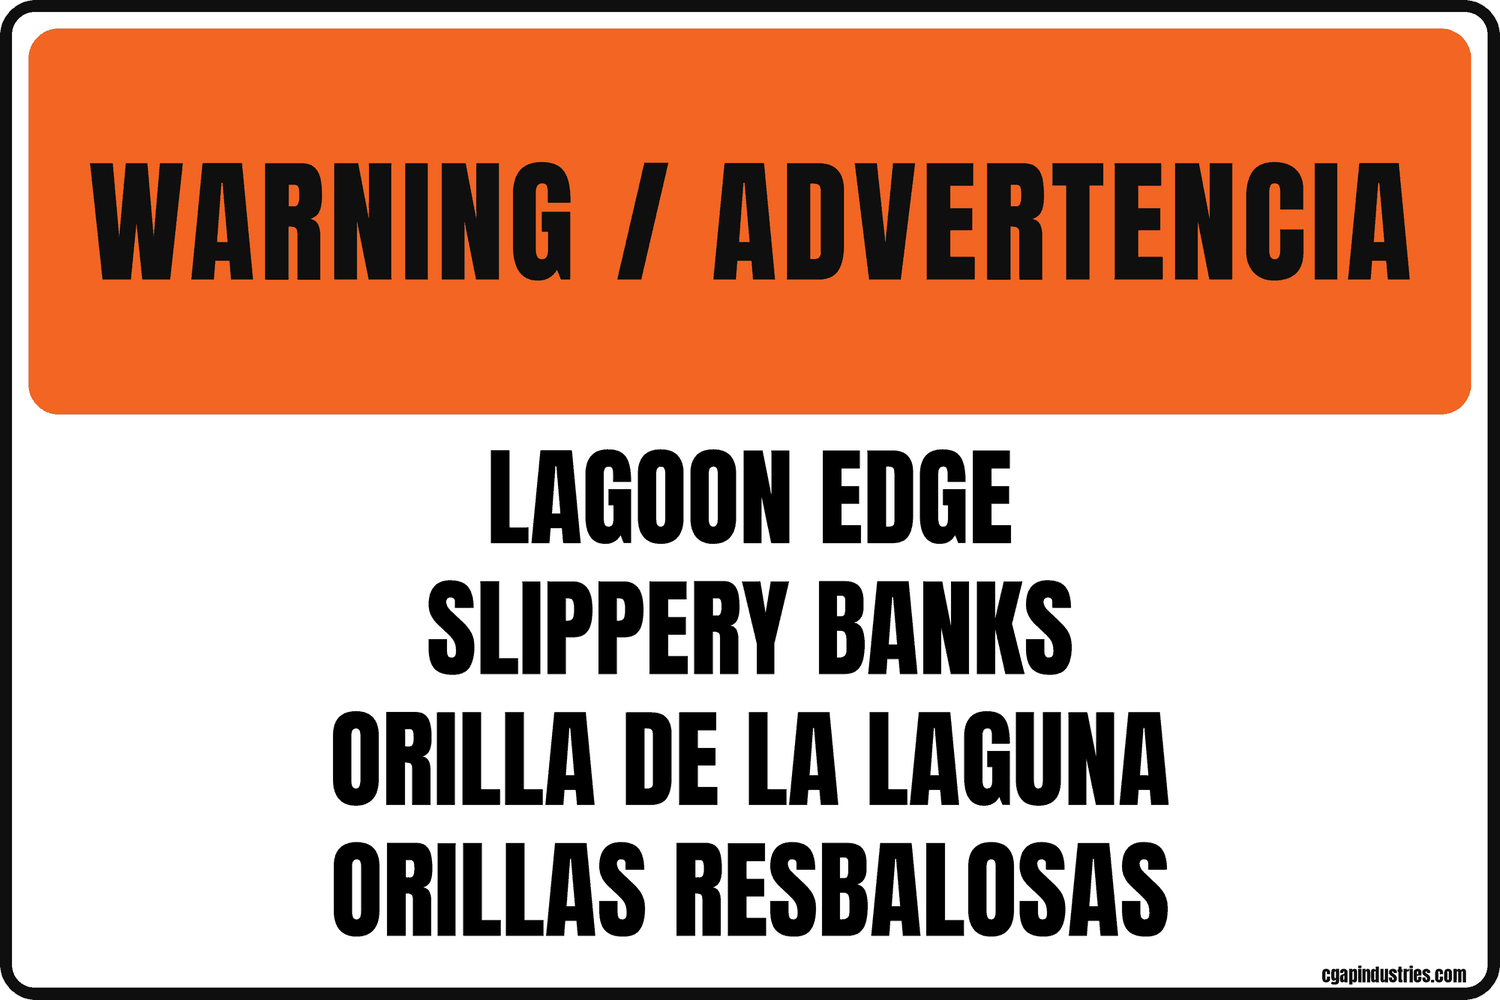 WARNING / ADVERTENCIA
LAGOON EDGE
SLIPPERY BANKS
ORILLA DE LA LAGUNA
ORILLAS RESBALOSAS
cgapindustries.com